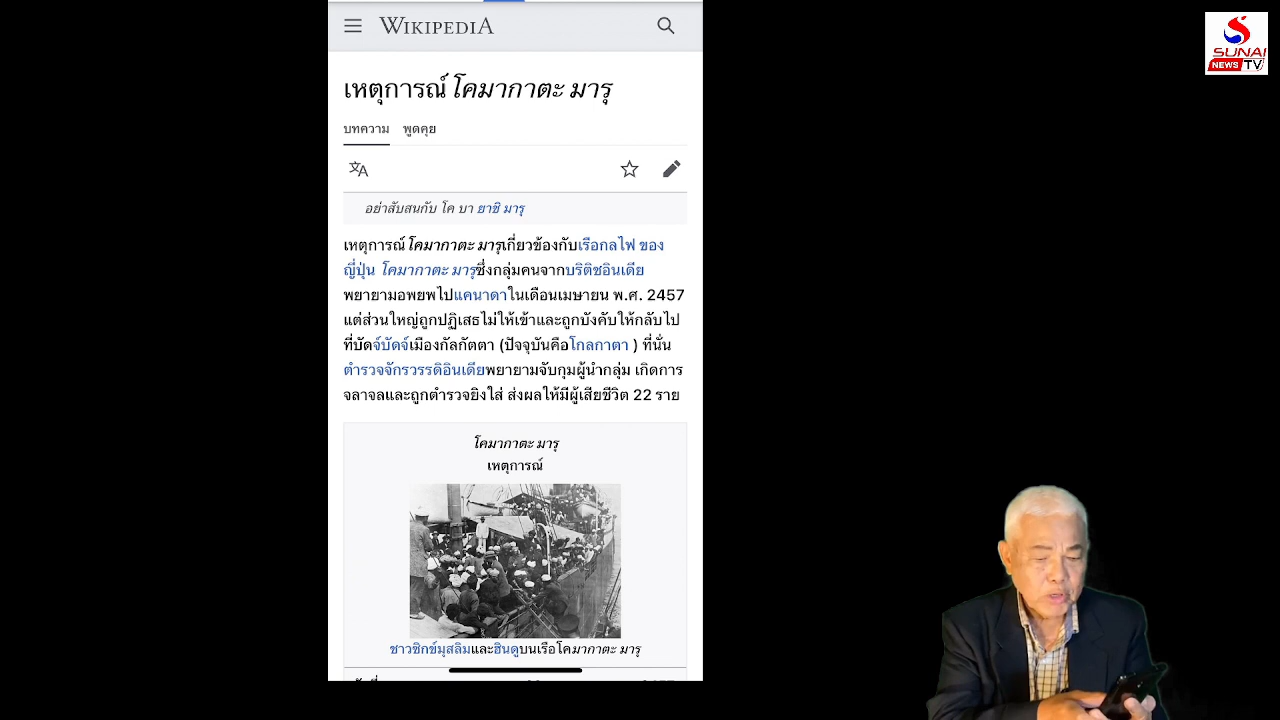 WIKIPEDIA
SUNAI
NEWS TV
เหตุการณ์ โคมากาตะ มารุ
บทความ พูดคุย
อย่าสับสนกับ โค บา ยาชิ มารุ
เหตุการณ์ โคมากาตะ มารุเกี่ยวข้องกับเรือกลไฟ ของ
ญี่ปุ่น โคมากาตะ มารุซึ่งกลุ่มคนจากบริติชอินเดีย
พยายามอพยพไปแคนาดาในเดือนเมษายน พ.ศ. 2457
แต่ส่วนใหญ่ถูกปฏิเสธไม่ให้เข้าและถูกบังคับให้กลับไป
ที่บัดจ์บัดจ์เมืองกัลกัตตา (ปัจจุบันคือโกลกาตา ) ที่นั่น
ตำรวจจักรวรรดิอินเดียพยายามจับกุมผู้นำกลุ่ม เกิดการ
จลาจลและถูกตำรวจยิงใส่ ส่งผลให้มีผู้เสียชีวิต 22 ราย
โคมากาตะ มารุ
เหตุการณ์
ชาวซิกข์มุสลิมและฮินดูบนเรือโคมากาตะ มารุ